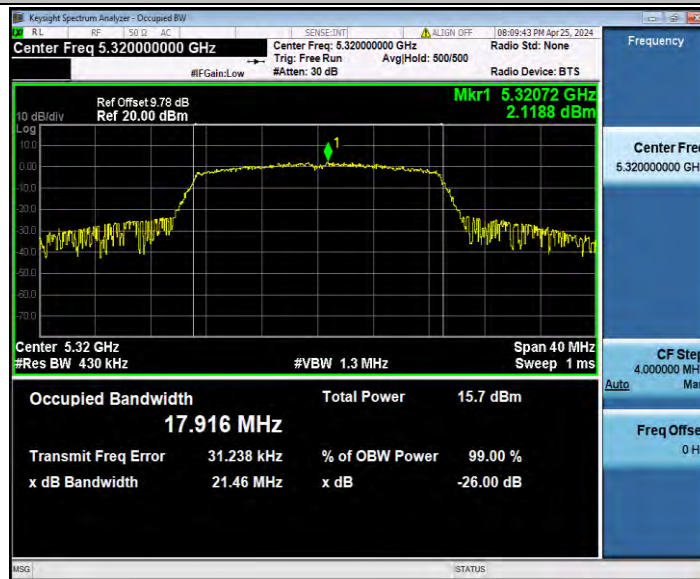 Keysight Spectrum Analyzer - Occupied BW
RL RF 50 Ω AC SENSE:INT ALIGN OFF 08:09:43 PM Apr 25, 2024
Center Freq 5.320000000 GHz
Center Freq: 5.320000000 GHz
Radio Std: None
Trig: Free Run Avg|Hold: 500/500
#IFGain:Low
#Atten: 30 dB
Radio Device: BTS
Frequency
Ref Offset 9.78 dB
10 dB/div Ref 20.00 dBm
Mkr1 5.32072 GHz
2.1188 dBm
Log
10.0
0.00
-10.0
-20.0
-30.0
-40.0
-50.0
-60.0
-70.0
1
Center 5.32 GHz Span 40 MHz
#Res BW 430 kHz #VBW 1.3 MHz Sweep 1 ms
Center Fre
5.320000000 GH
CF Ste
4.000000 MH
Auto Ma
Freq Offse
0 H
Occupied Bandwidth Total Power 15.7 dBm
17.916 MHz
Transmit Freq Error 31.238 kHz % of OBW Power 99.00 %
x dB Bandwidth 21.46 MHz x dB -26.00 dB
MSG STATUS